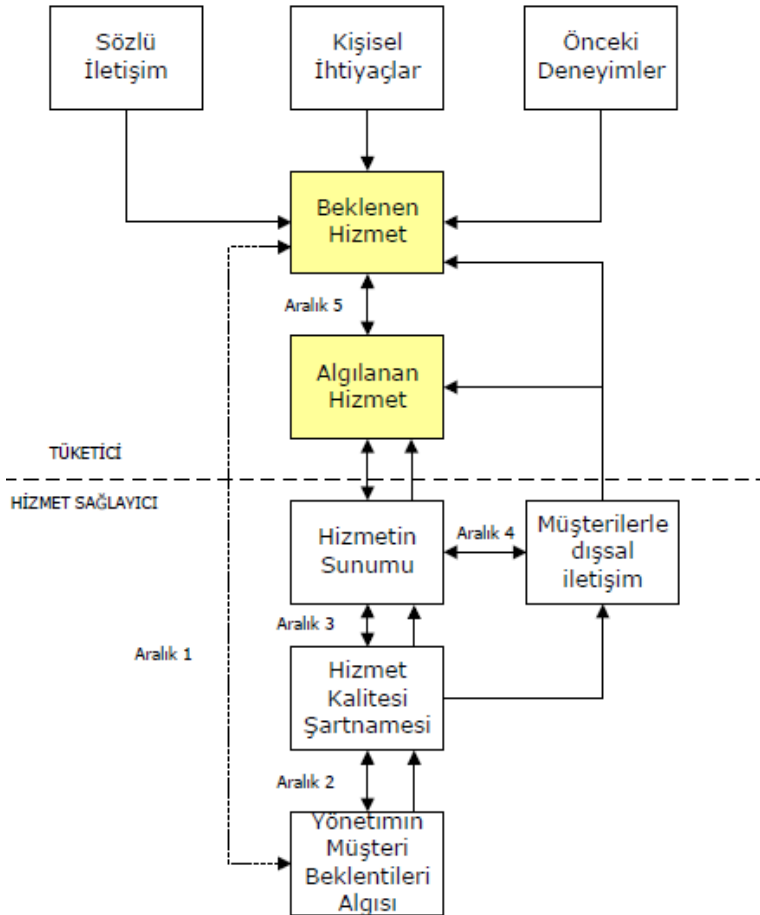 Sözlü
İletişim
Kişisel
İhtiyaçlar
Önceki
Deneyimler
Beklenen
Hizmet
Aralık 5
Algılanan
Hizmet
TÜKETİCİ
HİZMET SAĞLAYICI
Hizmetin
Sunumu
Aralık 4
Müşterilerle
dışsal
iletişim
Aralık 3
Aralık 1
Hizmet
Kalitesi
Şartnamesi
Aralık 2
Yönetimin
Müşteri
Beklentileri
Algısı